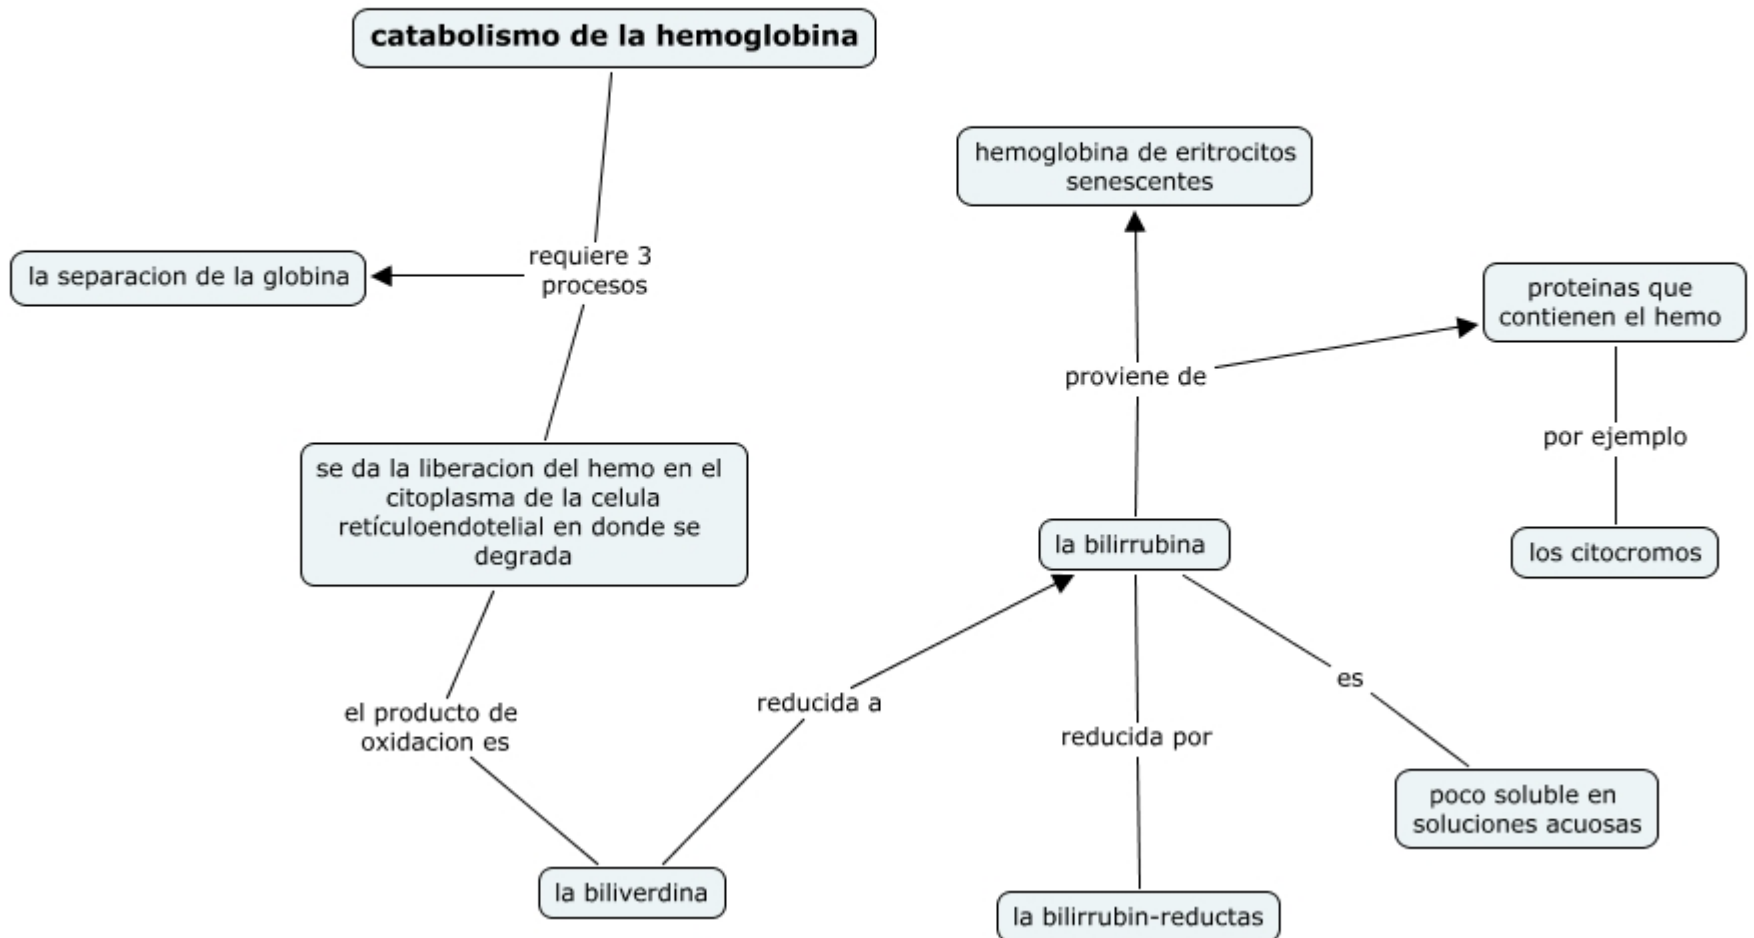 catabolismo de la hemoglobina
hemoglobina de eritrocitos
senescentes
requiere 3
procesos
la separacion de la globina
proteinas que
contienen el hemo
proviene de
por ejemplo
se da la liberacion del hemo en el
citoplasma de la celula
retículoendotelial en donde se
degrada
la bilirrubina
los citocromos
es
reducida a
el producto de
oxidacion es
reducida por
poco soluble en
soluciones acuosas
la biliverdina
la bilirrubin-reductas